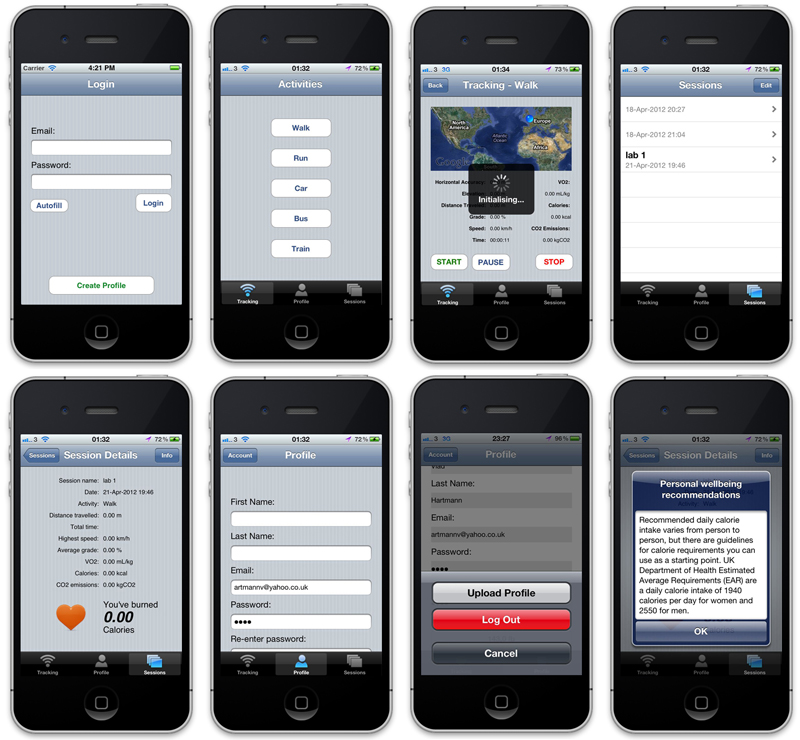 Carrier 4:21 PM
Login
Email:
Password:
Autofill
Login
Create Profile
3 01:32 72%
Activities
Walk
Run
Car
Bus
Train
Tracking Profile Sessions
3 3G 01:34 73%
Back Tracking - Walk
North America
Atlantic Ocean
Europe
Africa
Google
Initialising...
VO2:
0.00 mL/kg
Calories:
Grade: 0.00 % 0.00 kcal
Speed: 0.00 km/h CO2 Emissions:
Time: 00:00:11 0.00 kgCO2
START PAUSE STOP
Tracking Profile Sessions
3 01:32 72%
Sessions Edit
18-Apr-2012 20:27
18-Apr-2012 21:04
lab 1
21-Apr-2012 19:46
Tracking Profile Sessions
3 01:32 72%
Sessions Session Details Info
Session name: lab 1
Date: 21-Apr-2012 19:46
Activity: Walk
Distance travelled: 0.00 m
Total time:
Highest speed: 0.00 km/h
Average grade: 0.00 %
VO2: 0.00 mL/kg
Calories: 0.00 kcal
CO2 emissions: 0.00 kgCO2
You've burned
0.00
Calories
Tracking Profile Sessions
3 01:32 72%
Account Profile
First Name:
Last Name:
Email:
artmannv@yahoo.co.uk
Password:
Re-enter password:
Tracking Profile Sessions
3 3G 23:27 96%
Account Profile
Last Name:
Hartmann
Email:
artmannv@yahoo.co.uk
Password:
Upload Profile
Log Out
Cancel
3 01:32 72%
Sessions Session Details Info
Personal wellbeing
recommendations
Recommended daily calorie
intake varies from person to
person, but there are guidelines
for calorie requirements you can
use as a starting point. UK
Department of Health Estimated
Average Requirements (EAR) are
a daily calorie intake of 1940
calories per day for women and
2550 for men.
OK
Tracking Profile Sessions